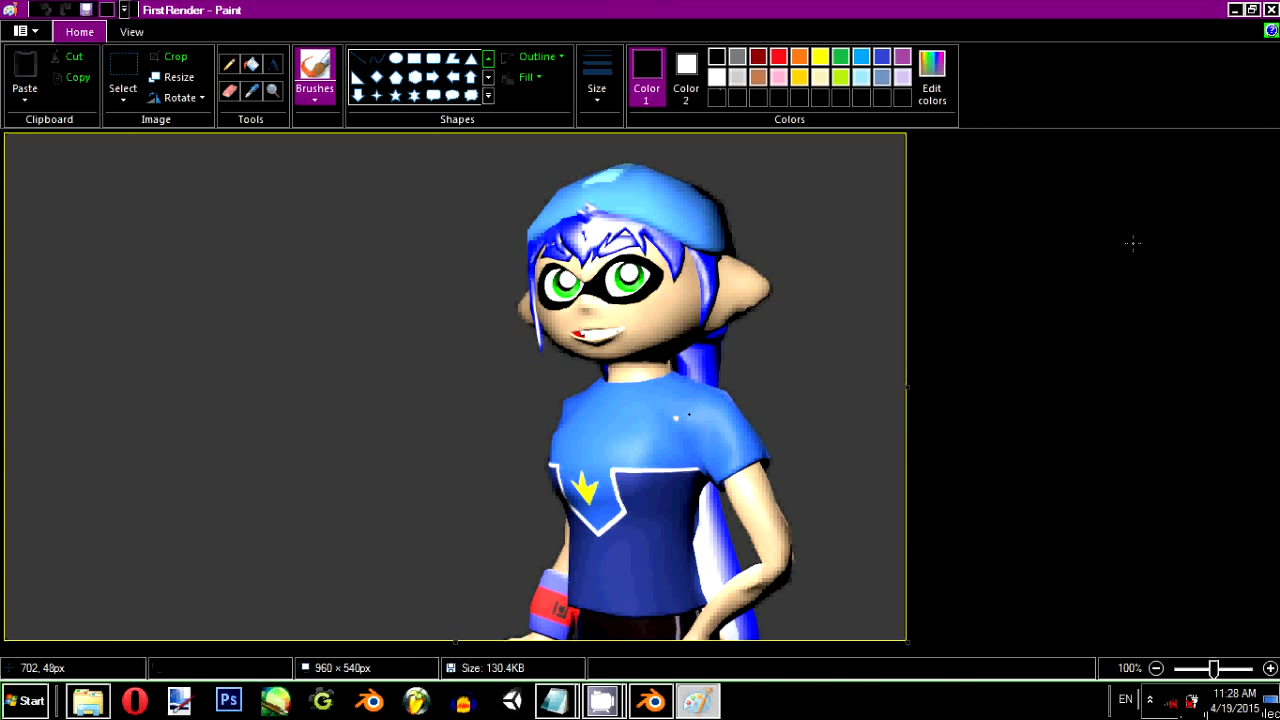 FirstRender - Paint
Home
View
Paste
Cut
Copy
Clipboard
Select
Crop
Resize
Rotate
Image
Tools
Brushes
Outline
Fill
Shapes
Size
Color
1
Color
2
Edit
colors
Colors
702, 48px
960 × 540px
Size: 130.4KB
100%
Start
Ps
EN
11:28 AM
4/19/2015